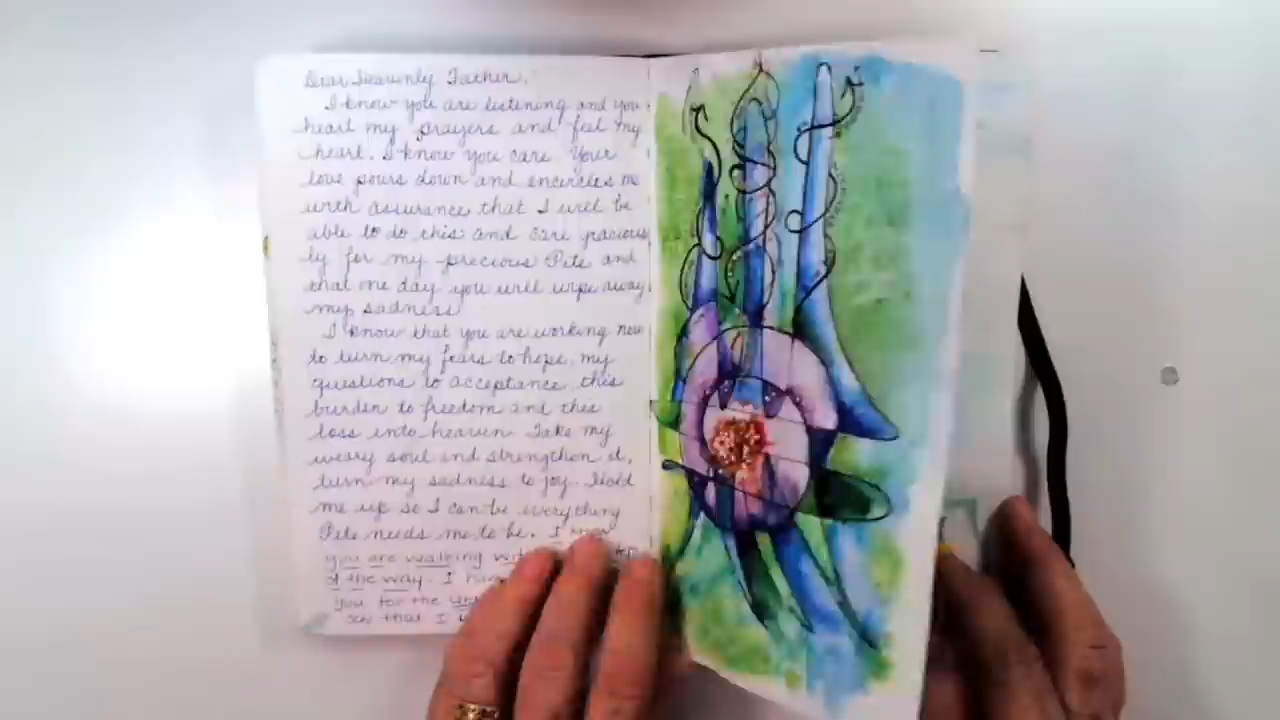 Dear Heavenly Father,
I know you are listening and you
heart my prayers and feel my
heart. I know you care. Your
love pours down and encircles me
with assurance that I will be
able to do this and care gracious
ly for my precious Pete and
that one day you will wipe away
my sadness.
I know that you are working now
to turn my fears to hope, my
questions to acceptance, this
burden to freedom and this
loss into heaven. Take my
weary soul and strengthen it,
turn my sadness to joy. Hold
me up so I can be everything
Pete needs me to be. I know
you are walking
of the way. I
you for the
that I